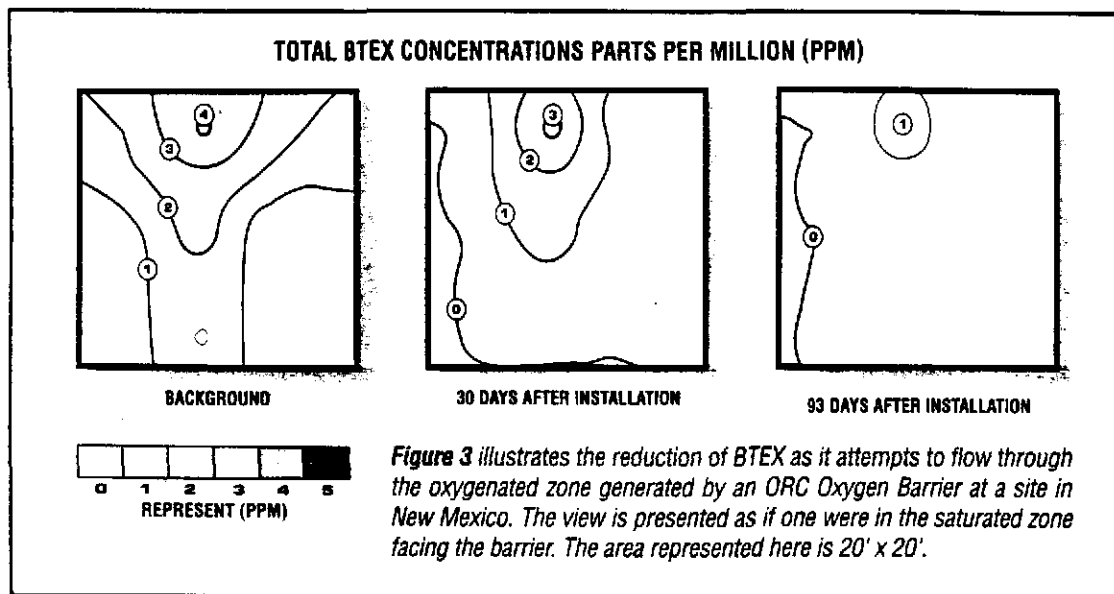 TOTAL BTEX CONCENTRATIONS PARTS PER MILLION (PPM)
4
3
2
1
3
2
1
0
1
0
BACKGROUND
30 DAYS AFTER INSTALLATION
93 DAYS AFTER INSTALLATION
0 1 2 3 4 5
REPRESENT (PPM)
Figure 3 illustrates the reduction of BTEX as it attempts to flow through
the oxygenated zone generated by an ORC Oxygen Barrier at a site in
New Mexico. The view is presented as if one were in the saturated zone
facing the barrier. The area represented here is 20' x 20'.